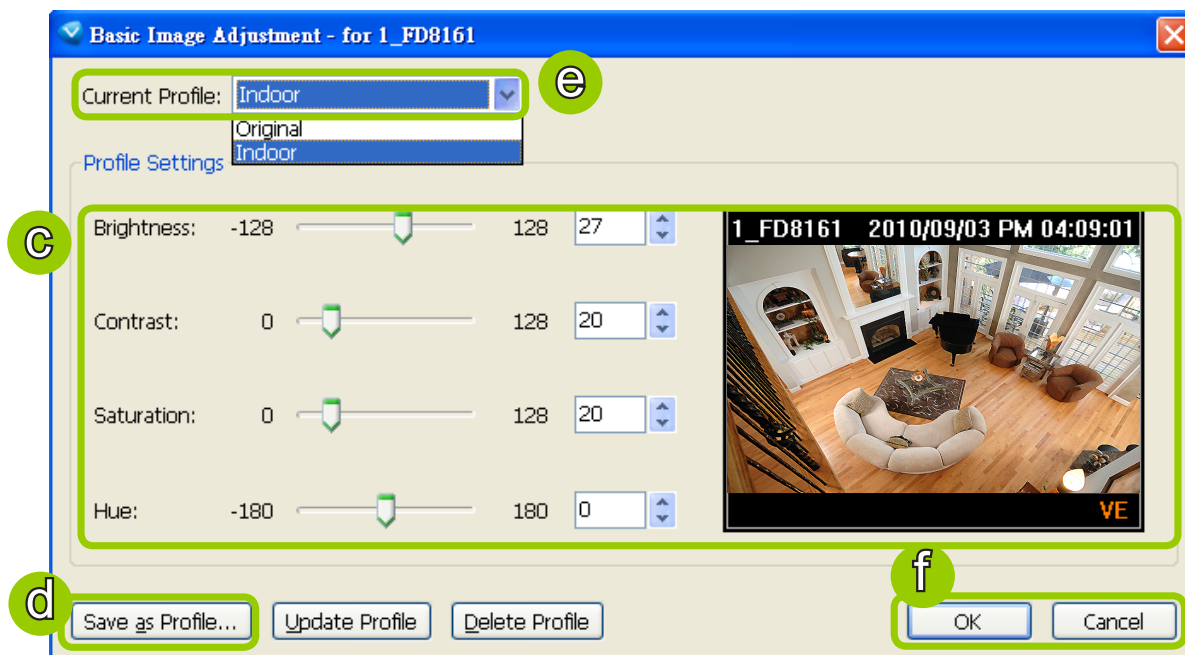 Basic Image Adjustment - for 1_FD8161
Current Profile: Indoor
e
Original
Indoor
Profile Settings
c
Brightness: -128 128 27
1_FD8161 2010/09/03 PM 04:09:01
Contrast: 0 128 20
Saturation: 0 128 20
Hue: -180 180 0
VE
d
f
Save as Profile... Update Profile Delete Profile OK Cancel